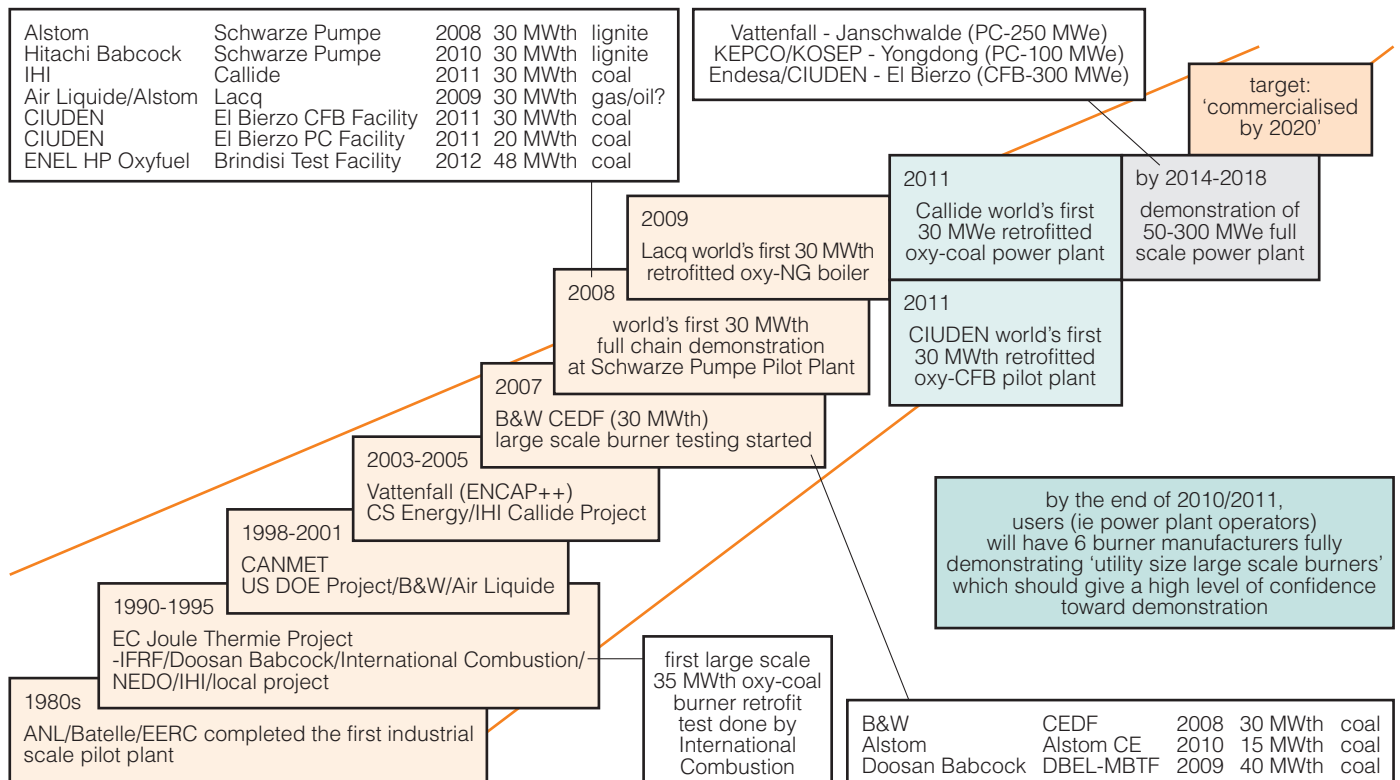 Alstom Schwarze Pumpe 2008 30 MWth lignite
Hitachi Babcock Schwarze Pumpe 2010 30 MWth lignite
IHI Callide 2011 30 MWth coal
Air Liquide/Alstom Lacq 2009 30 MWth gas/oil?
CIUDEN El Bierzo CFB Facility 2011 30 MWth coal
CIUDEN El Bierzo PC Facility 2011 20 MWth coal
ENEL HP Oxyfuel Brindisi Test Facility 2012 48 MWth coal
Vattenfall - Janschwalde (PC-250 MWe)
KEPCO/KOSEP - Yongdong (PC-100 MWe)
Endesa/CIUDEN - El Bierzo (CFB-300 MWe)
target:
‘commercialised
by 2020’
by 2014-2018
demonstration of
50-300 MWe full
scale power plant
2011
Callide world’s first
30 MWe retrofitted
oxy-coal power plant
2011
CIUDEN world’s first
30 MWth retrofitted
oxy-CFB pilot plant
2009
Lacq world’s first 30 MWth
retrofitted oxy-NG boiler
2008
world’s first 30 MWth
full chain demonstration
at Schwarze Pumpe Pilot Plant
2007
B&W CEDF (30 MWth)
large scale burner testing started
2003-2005
Vattenfall (ENCAP++)
CS Energy/IHI Callide Project
1998-2001
CANMET
US DOE Project/B&W/Air Liquide
1990-1995
EC Joule Thermie Project
-IFRF/Doosan Babcock/International Combustion/
NEDO/IHI/local project
1980s
ANL/Batelle/EERC completed the first industrial
scale pilot plant
first large scale
35 MWth oxy-coal
burner retrofit
test done by
International
Combustion
by the end of 2010/2011,
users (ie power plant operators)
will have 6 burner manufacturers fully
demonstrating ‘utility size large scale burners’
which should give a high level of confidence
toward demonstration
B&W CEDF 2008 30 MWth coal
Alstom Alstom CE 2010 15 MWth coal
Doosan Babcock DBEL-MBTF 2009 40 MWth coal